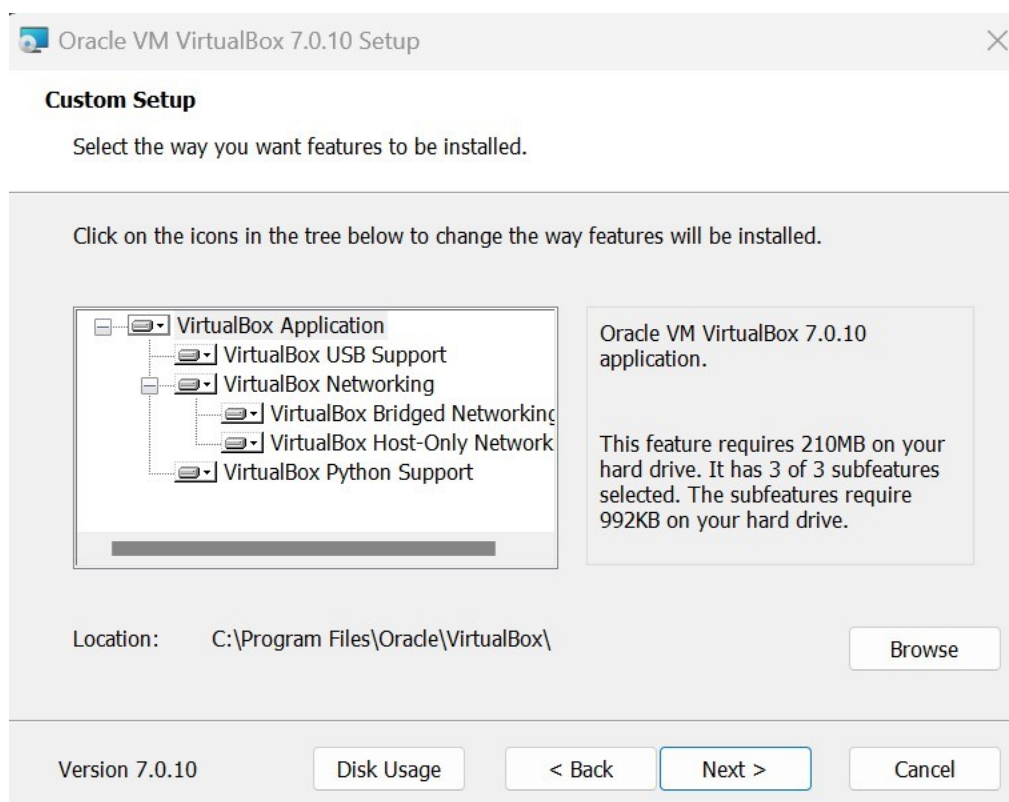 Oracle VM VirtualBox 7.0.10 Setup
Custom Setup
Select the way you want features to be installed.
Click on the icons in the tree below to change the way features will be installed.
VirtualBox Application
VirtualBox USB Support
VirtualBox Networking
VirtualBox Bridged Networking
VirtualBox Host-Only Network
VirtualBox Python Support
Oracle VM VirtualBox 7.0.10
application.
This feature requires 210MB on your
hard drive. It has 3 of 3 subfeatures
selected. The subfeatures require
992KB on your hard drive.
Location: C:\Program Files\Oracle\VirtualBox\
Browse
Version 7.0.10
Disk Usage
< Back
Next >
Cancel